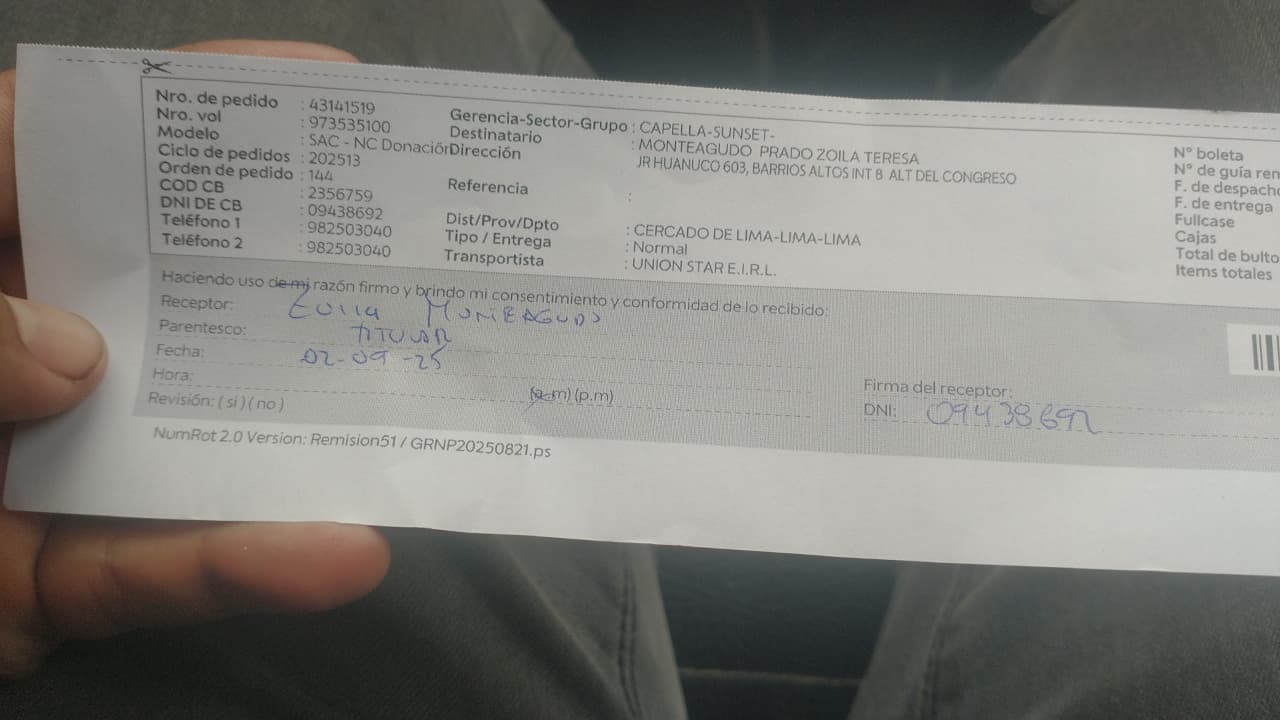 Nro. de pedido : 43141519
Nro. vol : 973535100
Modelo : SAC - NC Donación
Ciclo de pedidos : 202513
Orden de pedido : 144
COD CB : 2356759
DNI DE CB : 09438692
Teléfono 1 : 982503040
Teléfono 2 : 982503040
Gerencia-Sector-Grupo : CAPELLA-SUNSET-
Destinatario : MONTEAGUDO PRADO ZOILA TERESA
Dirección JR HUANUCO 603, BARRIOS ALTOS INT 8 ALT DEL CONGRESO
Referencia :
Dist/Prov/Dpto : CERCADO DE LIMA-LIMA-LIMA
Tipo / Entrega : Normal
Transportista : UNION STAR E.I.R.L.
N° boleta
N° de guía rem
F. de despacho
F. de entrega
Fullcase
Cajas
Total de bulto
Items totales
Haciendo uso de mi razón firmo y brindo mi consentimiento y conformidad de lo recibido:
Receptor: Zoila Monteagudo
Parentesco: TITULAR
Fecha: 02-09-25
Hora: (a.m) (p.m)
Revisión: ( si ) ( no )
Firma del receptor:
DNI: 09438692
NumRot 2.0 Version: Remision51 / GRNP20250821.ps